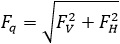 F_q = √(F_V^2 + F_H^2)